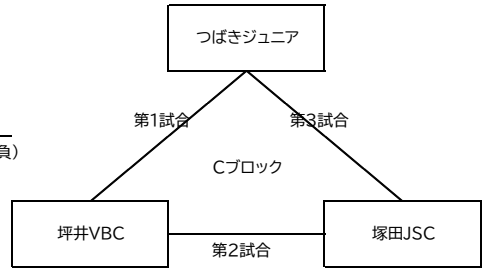 つばきジュニア
第1試合
第3試合
負)
Cブロック
坪井VBC
塚田JSC
第2試合